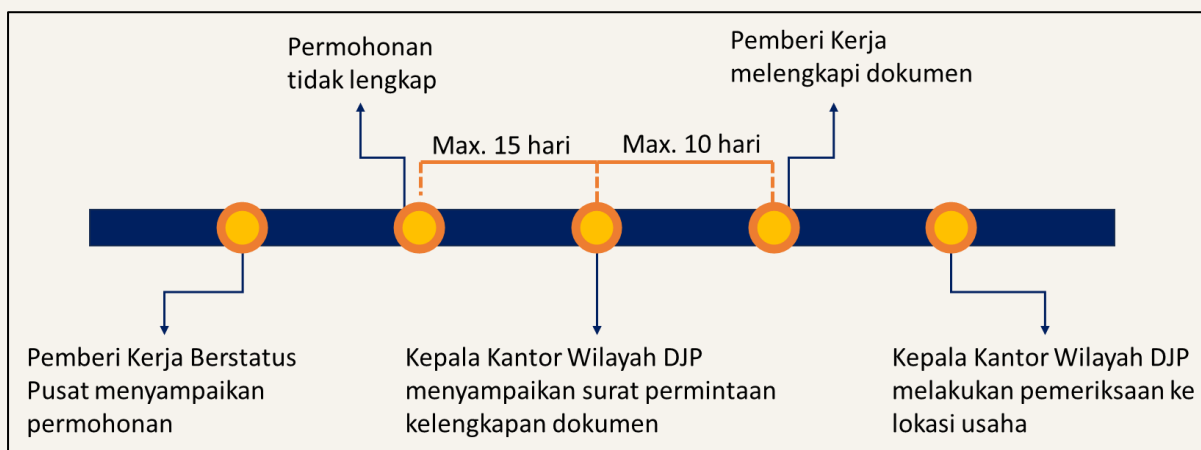 Permohonan
tidak lengkap
Pemberi Kerja
melengkapi dokumen
Max. 15 hari
Max. 10 hari
Pemberi Kerja Berstatus
Pusat menyampaikan
permohonan
Kepala Kantor Wilayah DJP
menyampaikan surat permintaan
kelengkapan dokumen
Kepala Kantor Wilayah DJP
melakukan pemeriksaan ke
lokasi usaha